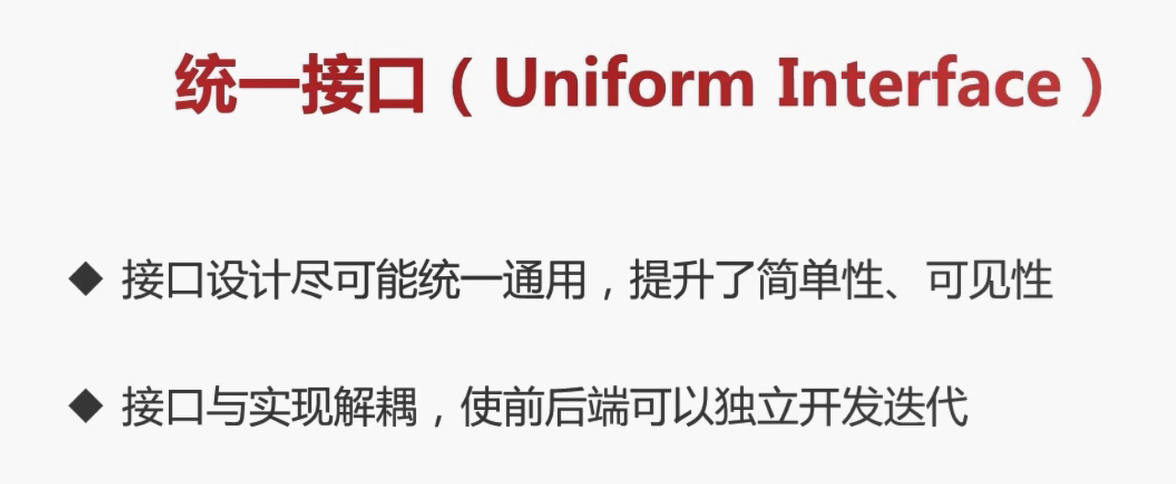 统一接口（Uniform Interface）
◆ 接口设计尽可能统一通用，提升了简单性、可见性
◆ 接口与实现解耦，使前后端可以独立开发迭代